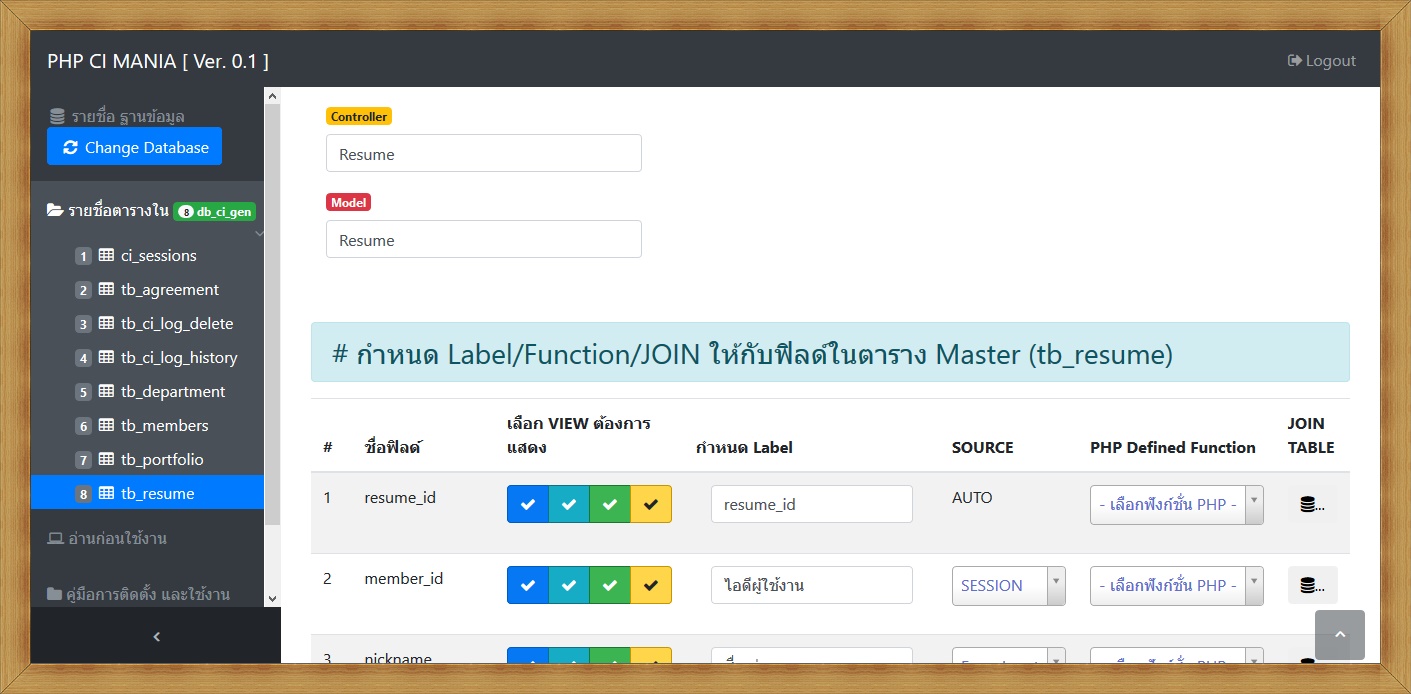 PHP CI MANIA [ Ver. 0.1 ]
Logout
รายชื่อ ฐานข้อมูล
Change Database
รายชื่อตารางใน 8 db_ci_gen
1 ci_sessions
2 tb_agreement
3 tb_ci_log_delete
4 tb_ci_log_history
5 tb_department
6 tb_members
7 tb_portfolio
8 tb_resume
อ่านก่อนใช้งาน
คู่มือการติดตั้ง และใช้งาน
Controller
Resume
Model
Resume
# กำหนด Label/Function/JOIN ให้กับฟิลด์ในตาราง Master (tb_resume)
# ชื่อฟิลด์ เลือก VIEW ต้องการ แสดง กำหนด Label SOURCE PHP Defined Function JOIN TABLE
1 resume_id resume_id AUTO - เลือกฟังก์ชั่น PHP - ...
2 member_id ไอดีผู้ใช้งาน SESSION - เลือกฟังก์ชั่น PHP - ...
3 nickname